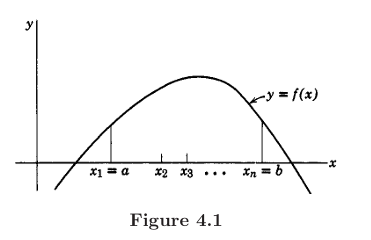 y
y = f(x)
x
x₁ = a x₂ x₃ ... xₙ = b
Figure 4.1